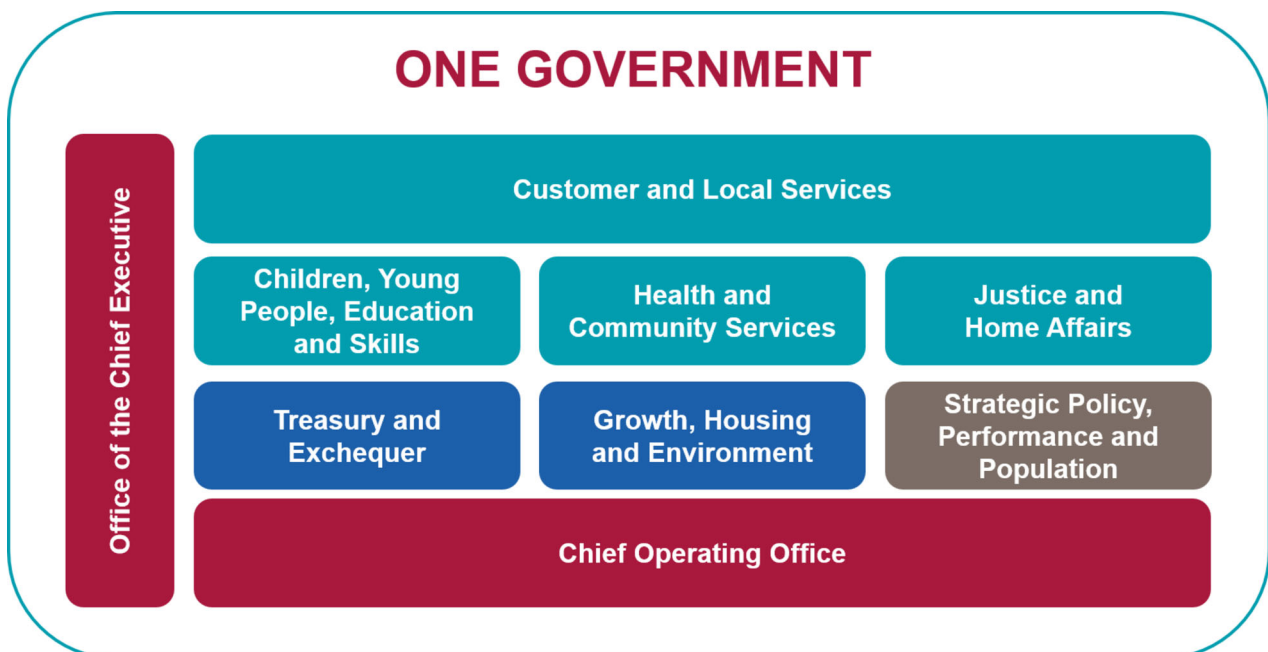 ONE GOVERNMENT
Office of the Chief Executive
Customer and Local Services
Children, Young
People, Education
and Skills
Health and
Community Services
Justice and
Home Affairs
Treasury and
Exchequer
Growth, Housing
and Environment
Strategic Policy,
Performance and
Population
Chief Operating Office